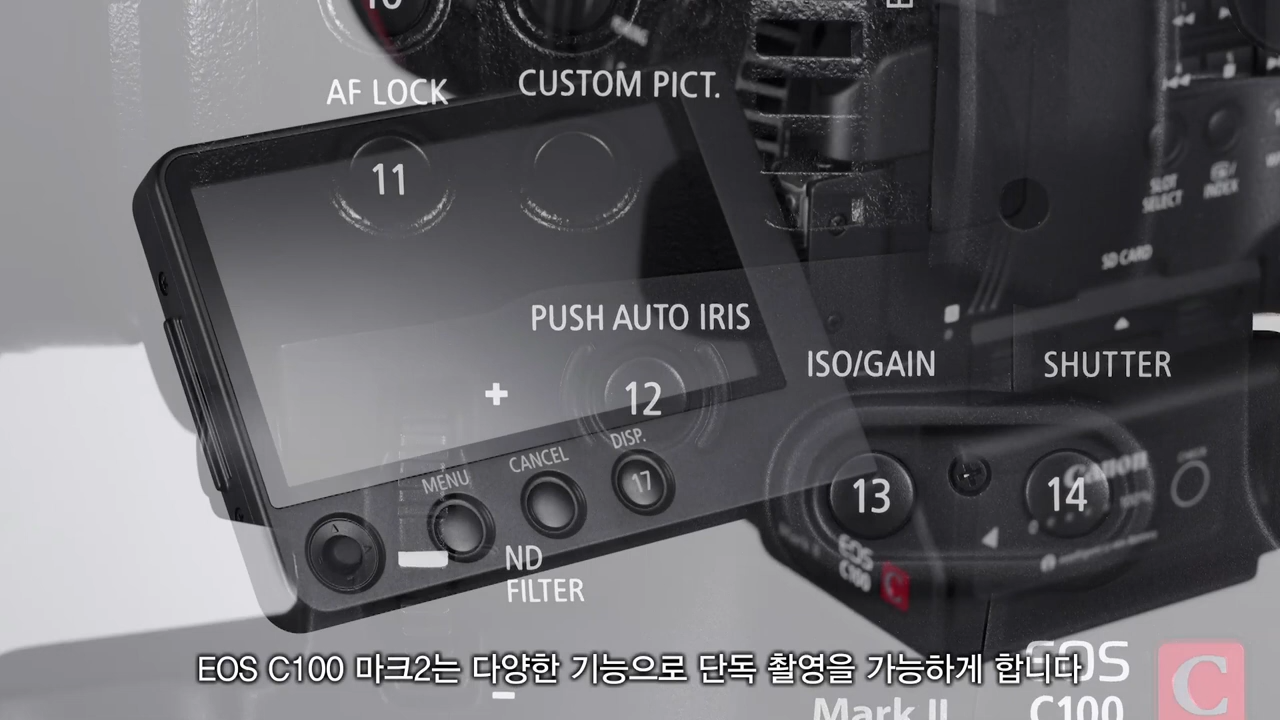 10
AF LOCK
CUSTOM PICT.
11
SLOT
SELECT
INDEX
SD CARD
PUSH AUTO IRIS
ISO/GAIN
SHUTTER
+
12
DISP.
CANCEL
MENU
17
13
14
Canon
EOS
C100
C
ND
FILTER
EOS C100 마크2는 다양한 기능으로 단독 촬영을 가능하게 합니다
EOS
C
Mark II
C100